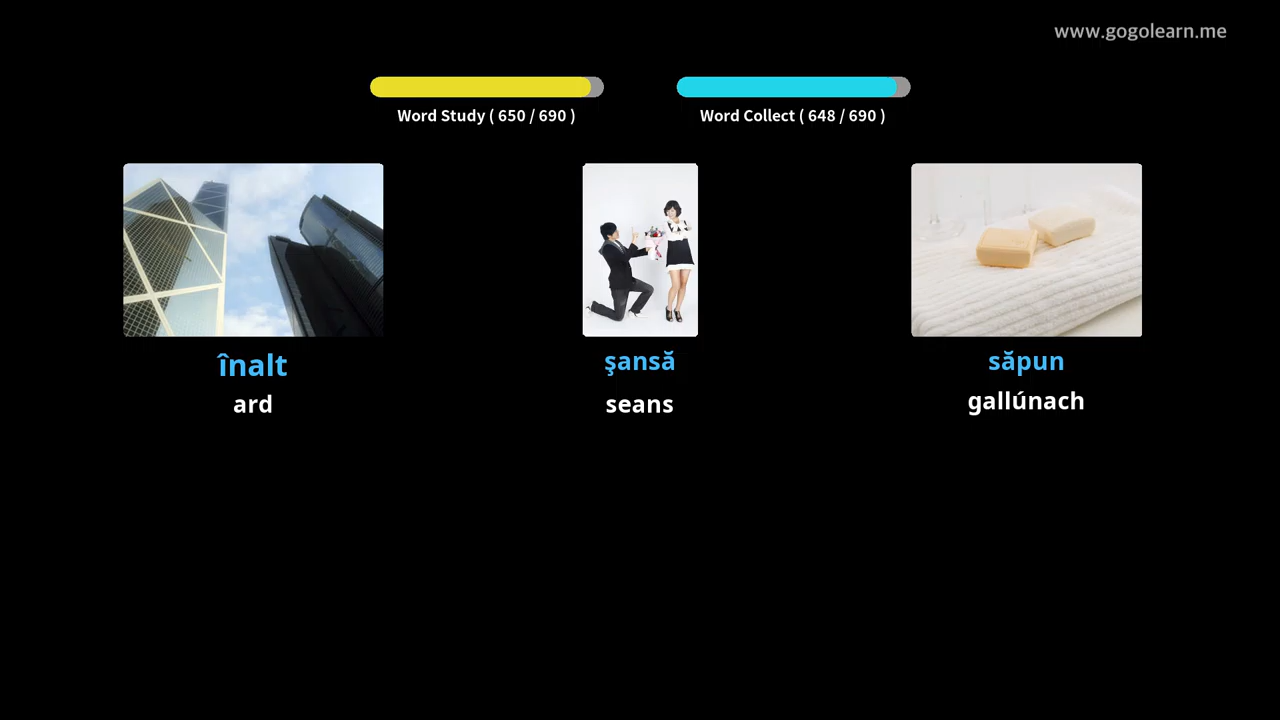 www.gogolearn.me
Word Study ( 650 / 690 )
Word Collect ( 648 / 690 )
înalt
ard
şansă
seans
săpun
gallúnach